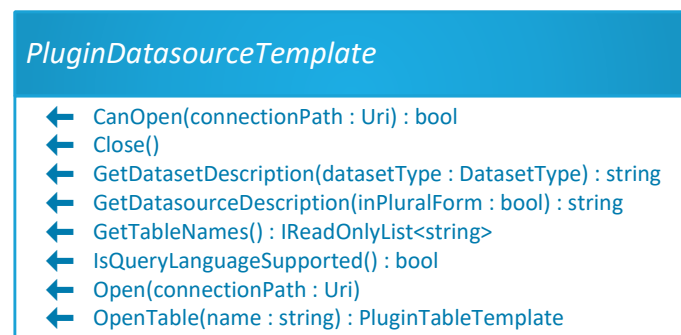 PluginDatasourceTemplate
CanOpen(connectionPath : Uri) : bool
Close()
GetDatasetDescription(datasetType : DatasetType) : string
GetDatasourceDescription(inPluralForm : bool) : string
GetTableNames() : IReadOnlyList<string>
IsQueryLanguageSupported() : bool
Open(connectionPath : Uri)
OpenTable(name : string) : PluginTableTemplate